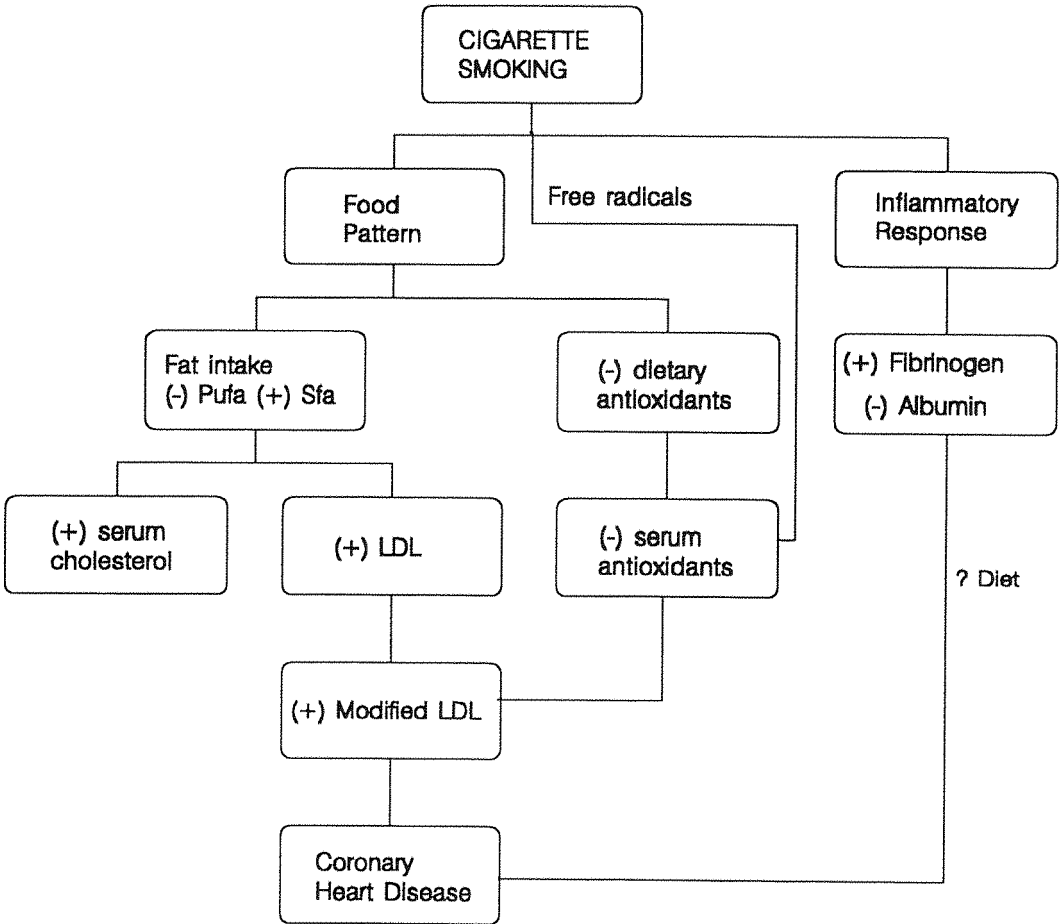 CIGARETTE
SMOKING
Food
Pattern
Free radicals
Inflammatory
Response
Fat intake
(-) Pufa (+) Sfa
(-) dietary
antioxidants
(+) Fibrinogen
(-) Albumin
(+) serum
cholesterol
(+) LDL
(-) serum
antioxidants
? Diet
(+) Modified LDL
Coronary
Heart Disease